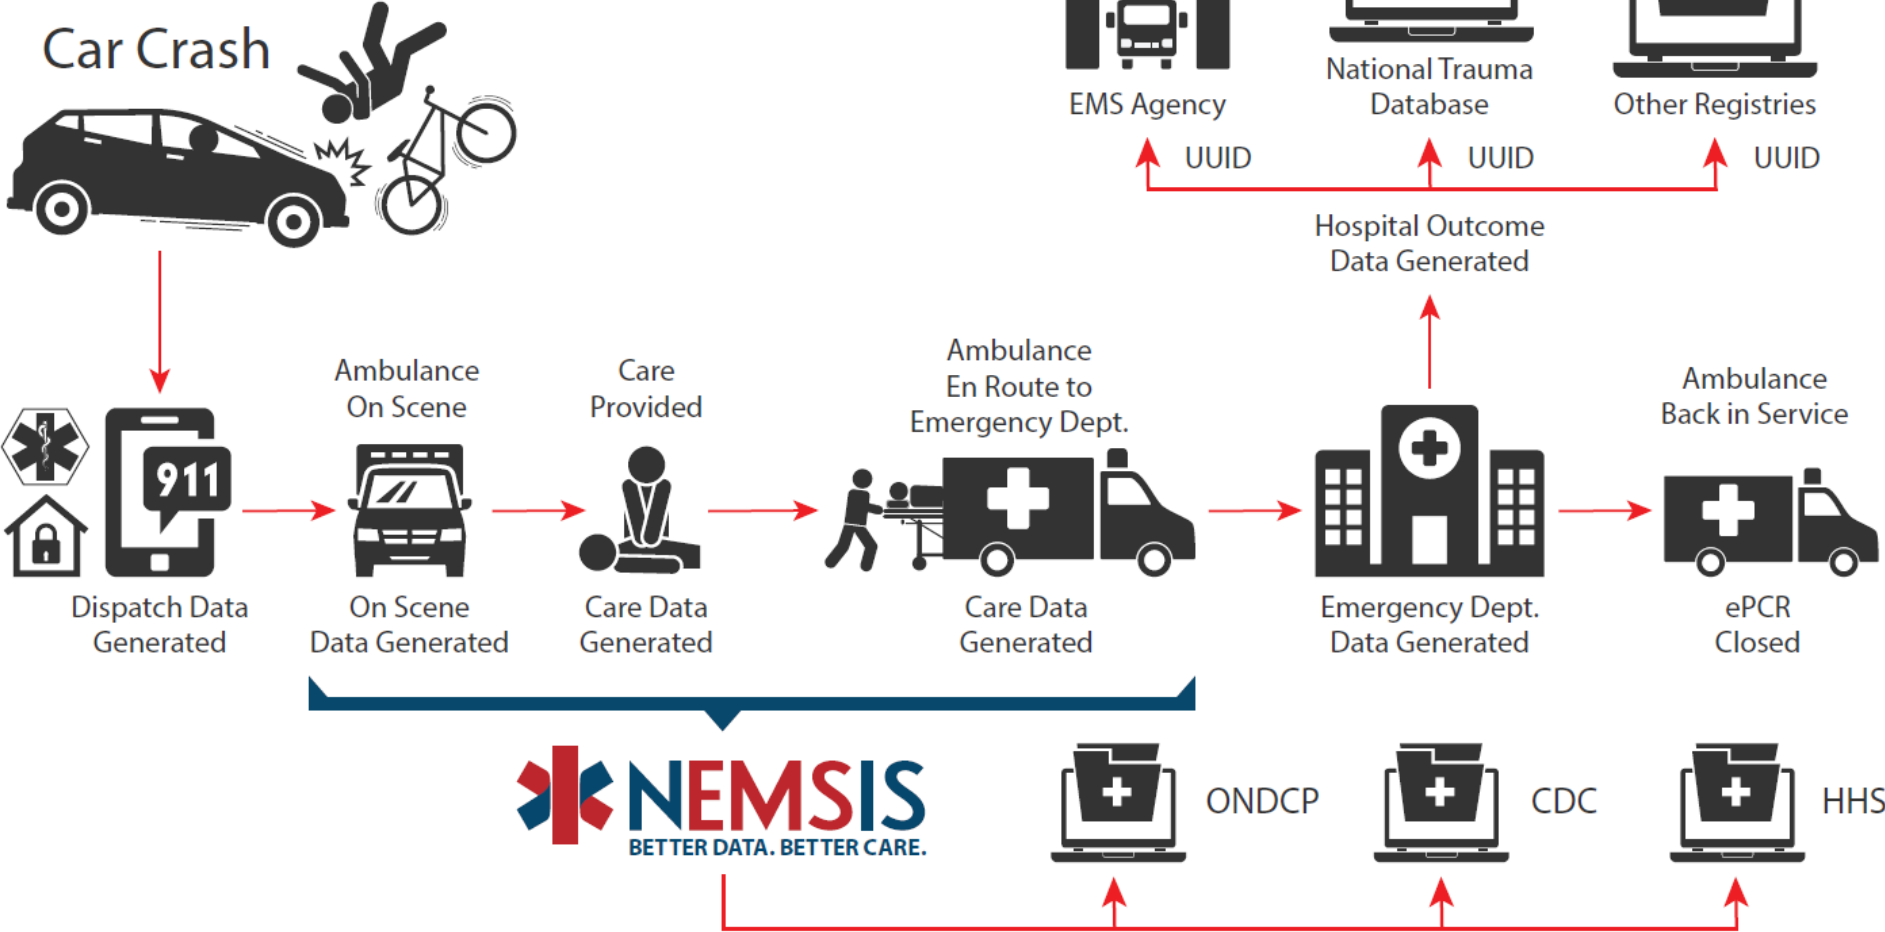 Car Crash
EMS Agency
National Trauma
Database
Other Registries
UUID
UUID
UUID
Hospital Outcome
Data Generated
Ambulance
On Scene
Care
Provided
Ambulance
En Route to
Emergency Dept.
Ambulance
Back in Service
911
Dispatch Data
Generated
On Scene
Data Generated
Care Data
Generated
Care Data
Generated
Emergency Dept.
Data Generated
ePCR
Closed
NEMSIS
BETTER DATA. BETTER CARE.
ONDCP
CDC
HHS